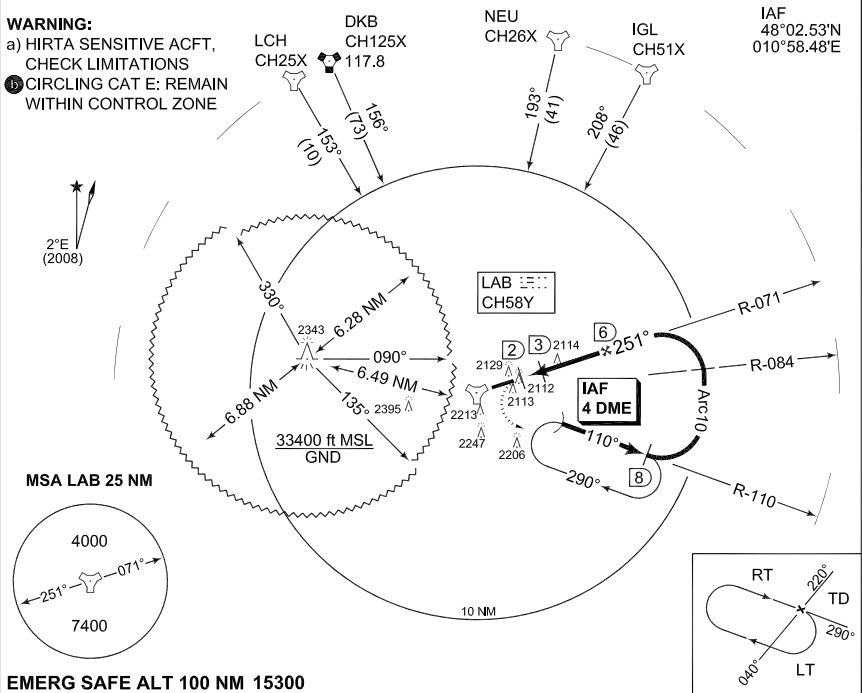 WARNING:
a) HIRTA SENSITIVE ACFT,
CHECK LIMITATIONS
b CIRCLING CAT E: REMAIN
WITHIN CONTROL ZONE
LCH
CH25X
DKB
CH125X
117.8
NEU
CH26X
IGL
CH51X
IAF
48°02.53'N
010°58.48'E
153°
(10)
156°
(73)
193°
(41)
208°
(46)
2°E
(2008)
LAB
CH58Y
330°
6.28 NM
2343
090°
6.49 NM
6.88 NM
135°
2395
33400 ft MSL
GND
R-071
6
251°
3
2114
2
2129
2112
2113
R-084
IAF
4 DME
Arc10
2213
2247
2206
110°
290°
8
R-110
10 NM
MSA LAB 25 NM
4000
251°
071°
7400
RT
220°
TD
290°
040°
LT
EMERG SAFE ALT 100 NM 15300